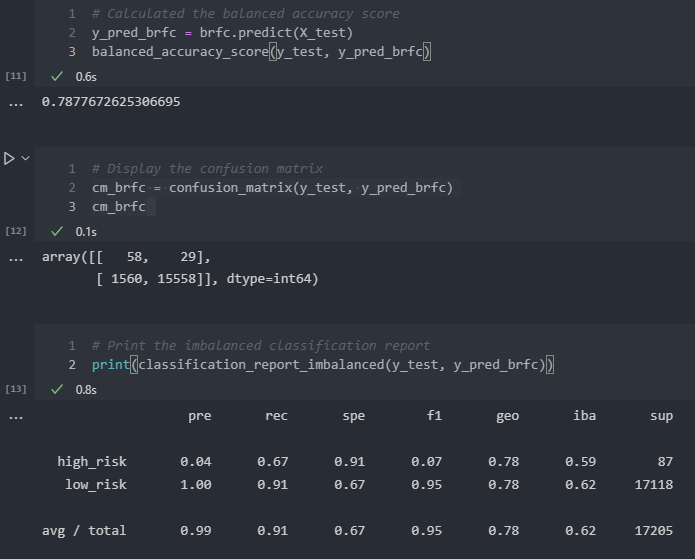 1 # Calculated the balanced accuracy score
2 y_pred_brfc = brfc.predict(X_test)
3 balanced_accuracy_score(y_test, y_pred_brfc)
[11] ✓ 0.6s
... 0.7877672625306695
1 # Display the confusion matrix
2 cm_brfc = confusion_matrix(y_test, y_pred_brfc)
3 cm_brfc
[12] ✓ 0.1s
... array([[   58,    29],
       [ 1560, 15558]], dtype=int64)
1 # Print the imbalanced classification report
2 print(classification_report_imbalanced(y_test, y_pred_brfc))
[13] ✓ 0.8s
... pre rec spe f1 geo iba sup
high_risk 0.04 0.67 0.91 0.07 0.78 0.59 87
low_risk 1.00 0.91 0.67 0.95 0.78 0.62 17118
avg / total 0.99 0.91 0.67 0.95 0.78 0.62 17205